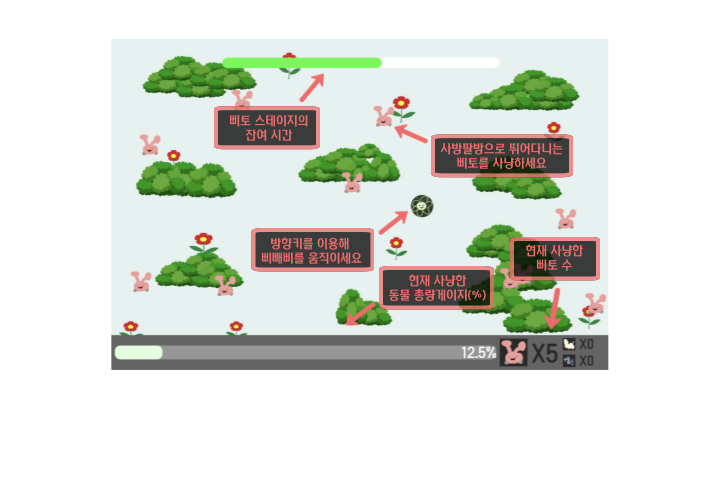 삐토 스테이지의
잔여 시간
사방팔방으로 뛰어다니는
삐토를 사냥하세요
방향키를 이용해
삐배삐를 움직이세요
현재 사냥한
삐토 수
현재 사냥한
동물 총량게이지(%)
12.5%
X5
X0
X0